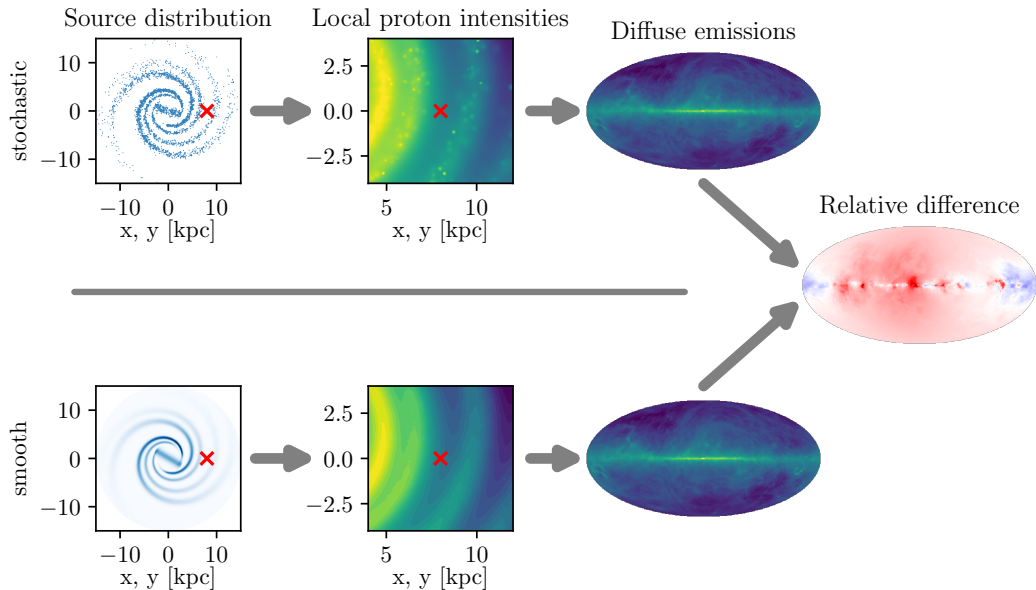 Source distribution
Local proton intensities
Diffuse emissions
stochastic
10
0
−10
−10 0 10
x, y [kpc]
2.5
0.0
−2.5
5 10
x, y [kpc]
Relative difference
smooth
10
0
−10
−10 0 10
x, y [kpc]
2.5
0.0
−2.5
5 10
x, y [kpc]